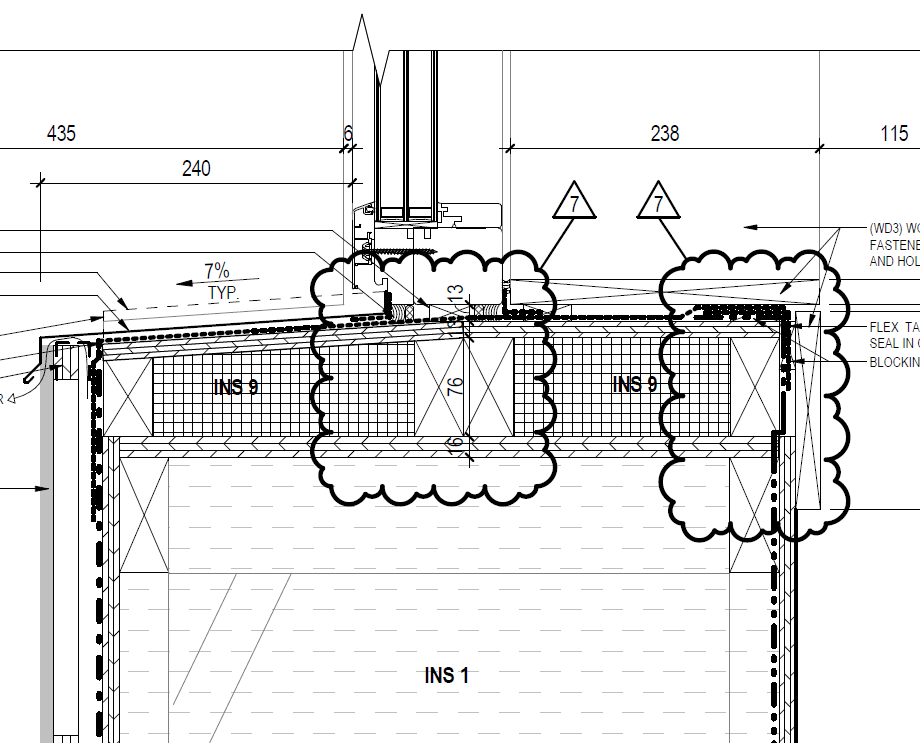 435
6
238
115
240
7
7
(WD3) WO
FASTENE
AND HOL
7%
TYP.
13
FLEX TA
SEAL IN C
BLOCKIN
INS 9
76
INS 9
R
16
INS 1